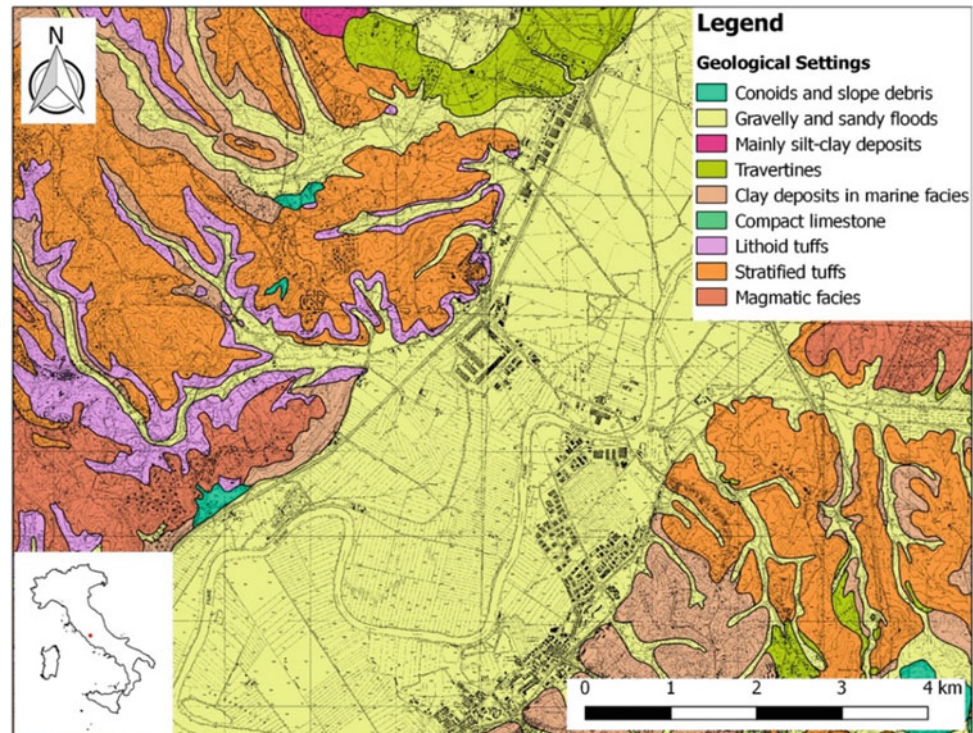 N
Legend
Geological Settings
Conoids and slope debris
Gravelly and sandy floods
Mainly silt-clay deposits
Travertines
Clay deposits in marine facies
Compact limestone
Lithoid tuffs
Stratified tuffs
Magmatic facies
0 1 2 3 4 km